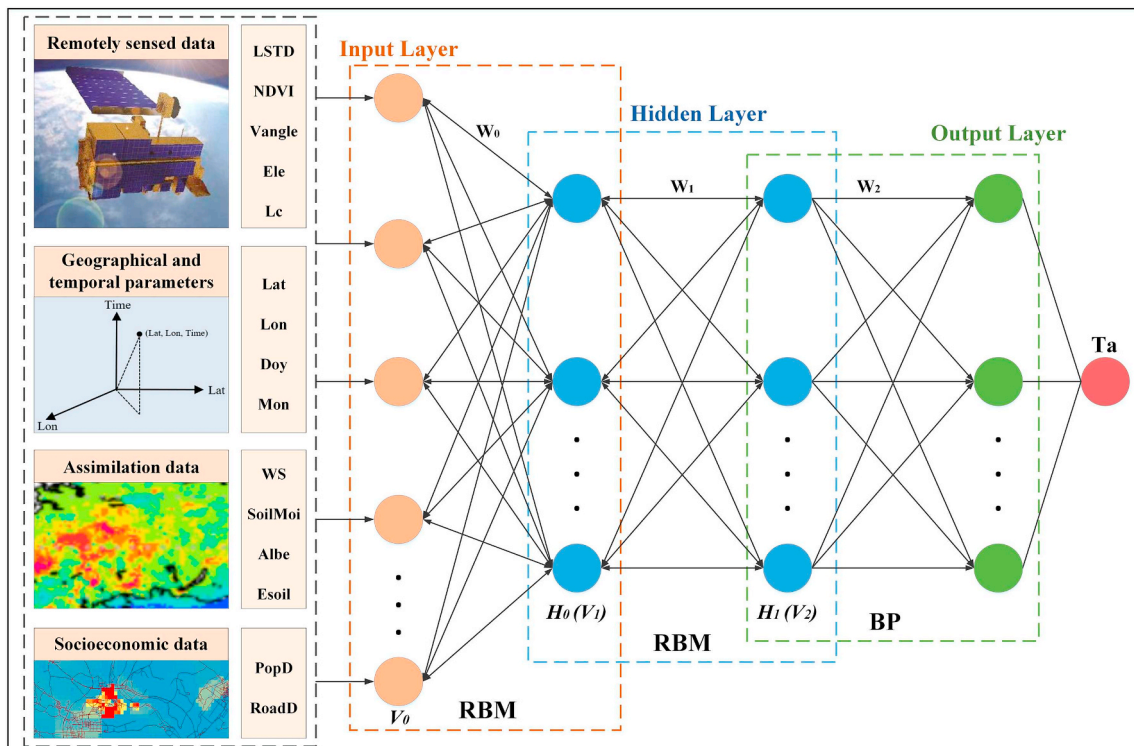 Remotely sensed data
LSTD
NDVI
Vangle
Ele
Lc
Geographical and
temporal parameters
Time
(Lat, Lon, Time)
Lat
Lon
Lat
Lon
Doy
Mon
Assimilation data
WS
SoilMoi
Albe
Esoil
Socioeconomic data
PopD
RoadD
Input Layer
Hidden Layer
Output Layer
W0
W1
W2
Ta
V0
H0 (V1)
H1 (V2)
RBM
RBM
BP